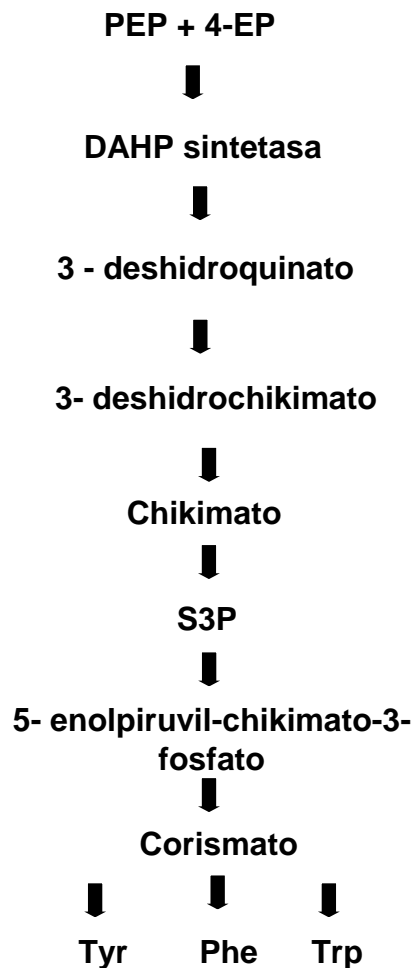 PEP + 4-EP
DAHP sintetasa
3 - deshidroquinato
3- deshidrochikimato
Chikimato
S3P
5- enolpiruvil-chikimato-3-
fosfato
Corismato
Tyr Phe Trp